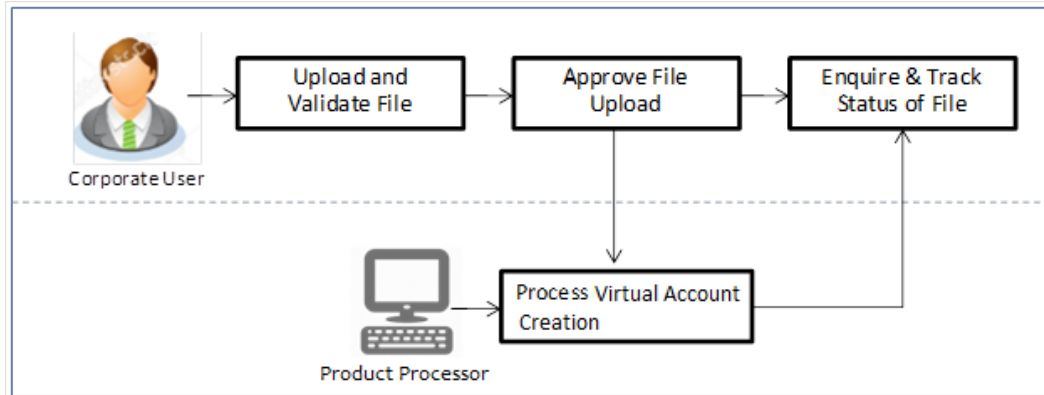 Upload and
Validate File
Approve File
Upload
Enquire & Track
Status of File
Corporate User
Process Virtual Account
Creation
Product Processor